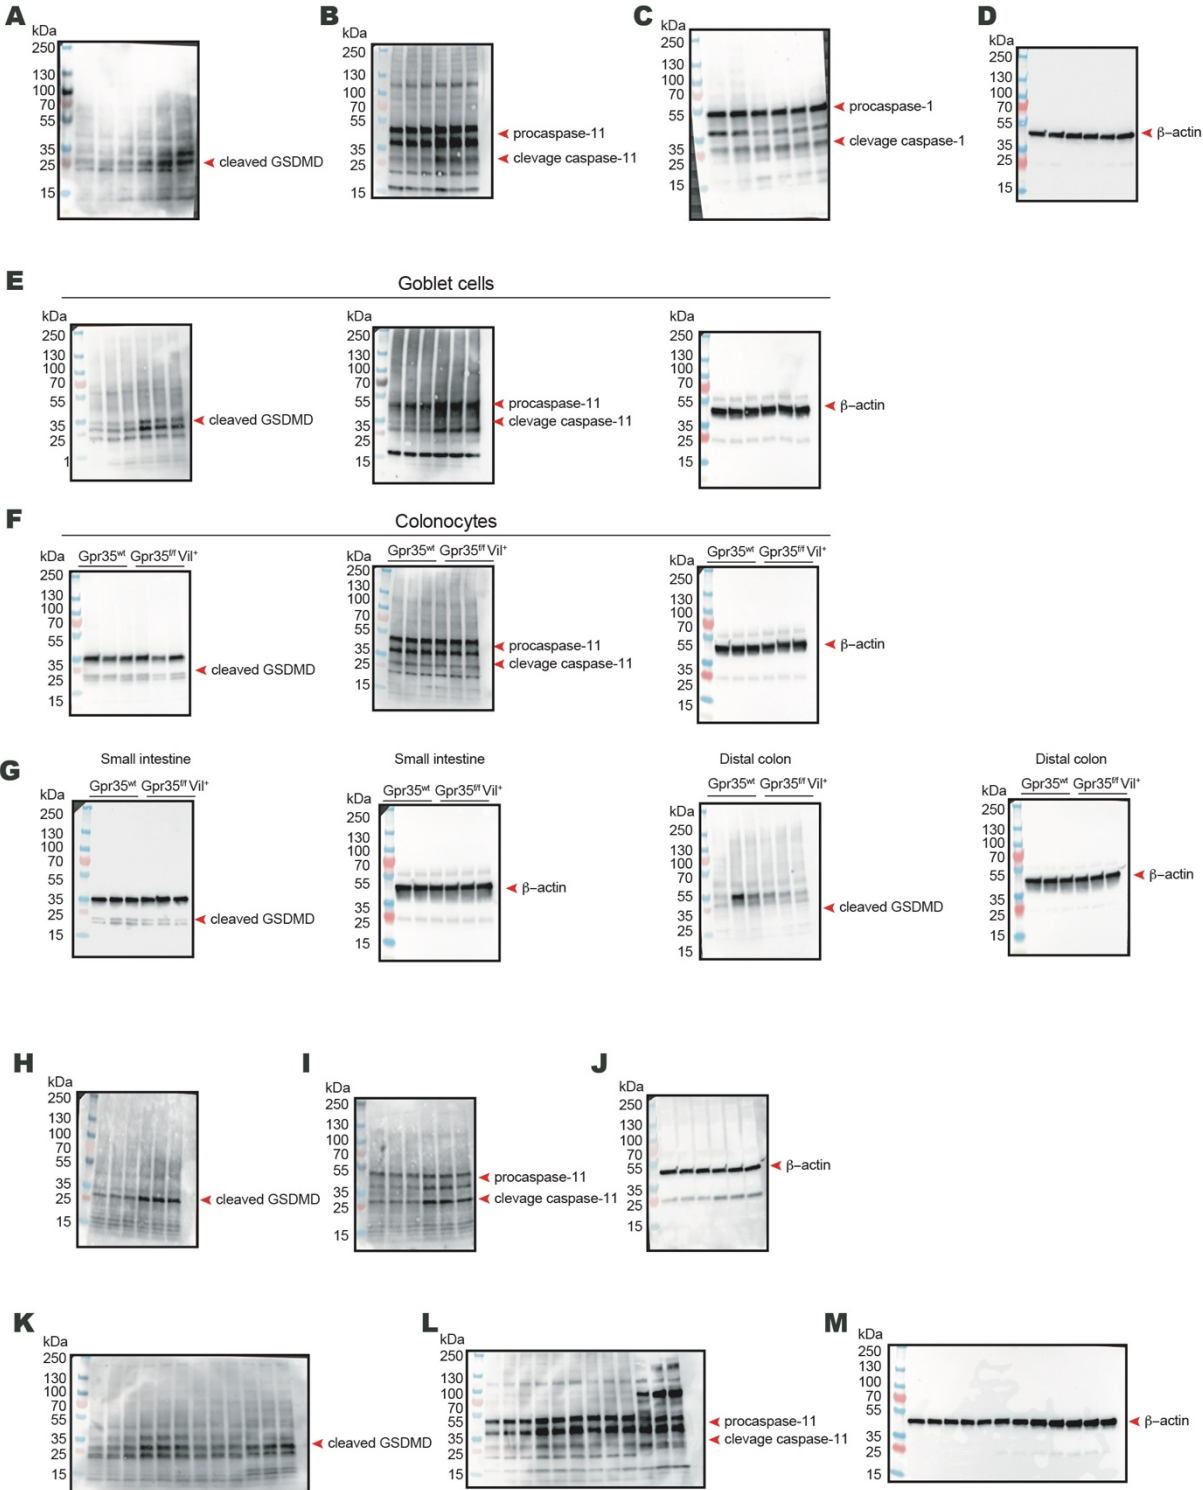 A
kDa
250
130
100
70
55
35
25
15
cleaved GSDMD
B
kDa
250
130
100
70
55
35
25
15
procaspase-11
clevage caspase-11
C
kDa
250
130
100
70
55
35
25
15
procaspase-1
clevage caspase-1
D
kDa
250
130
100
70
55
35
25
15
β-actin
E
Goblet cells
kDa
250
130
100
70
55
35
25
1
cleaved GSDMD
kDa
250
130
100
70
55
35
25
15
procaspase-11
clevage caspase-11
kDa
250
130
100
70
55
35
25
15
β–actin
F
Colonocytes
Gpr35wt Gpr35f/f Vil+
kDa
250
130
100
70
55
35
25
15
cleaved GSDMD
Gpr35wt Gpr35f/f Vil+
kDa
250
130
100
70
55
35
25
15
procaspase-11
clevage caspase-11
Gpr35wt Gpr35f/f Vil+
kDa
250
130
100
70
55
35
25
15
β–actin
G
Small intestine
Gpr35wt Gpr35f/f Vil+
kDa
250
130
100
70
55
35
25
15
cleaved GSDMD
Small intestine
Gpr35wt Gpr35f/f Vil+
kDa
250
130
100
70
55
35
25
15
β–actin
Distal colon
Gpr35wt Gpr35f/f Vil+
kDa
250
130
100
70
55
35
25
15
cleaved GSDMD
Distal colon
Gpr35wt Gpr35f/f Vil+
kDa
250
130
100
70
55
35
25
15
β–actin
H
kDa
250
130
100
70
55
35
25
15
cleaved GSDMD
I
kDa
250
130
100
70
55
35
25
15
procaspase-11
clevage caspase-11
J
kDa
250
130
100
70
55
35
25
15
β–actin
K
kDa
250
130
100
70
55
35
25
15
cleaved GSDMD
L
kDa
250
130
100
55
35
25
15
procaspase-11
clevage caspase-11
M
kDa
250
130
100
70
55
35
25
15
β–actin